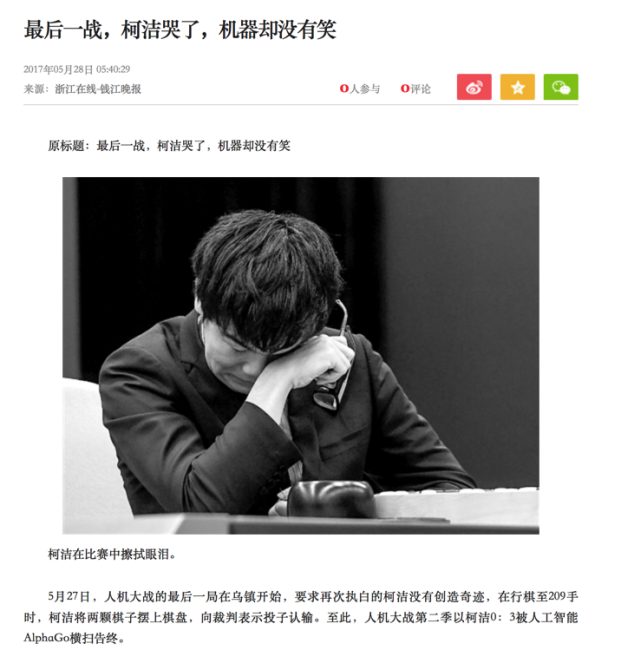 最后一战，柯洁哭了，机器却没有笑
2017年05月28日 05:40:29
来源：浙江在线-钱江晚报
0人参与 0评论
原标题：最后一战，柯洁哭了，机器却没有笑
柯洁在比赛中擦拭眼泪。
5月27日，人机大战的最后一局在乌镇开始，要求再次执白的柯洁没有创造奇迹，在行棋至209手
时，柯洁将两颗棋子摆上棋盘，向裁判表示投子认输。至此，人机大战第二季以柯洁0：3被人工智能
AlphaGo横扫告终。